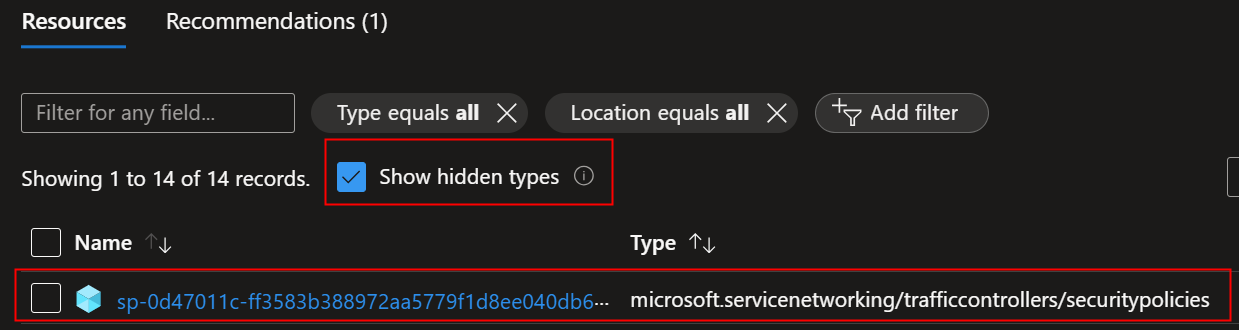 Resources Recommendations (1)
Filter for any field... Type equals all Location equals all Add filter
Showing 1 to 14 of 14 records. Show hidden types
Name Type
sp-0d47011c-ff3583b388972aa5779f1d8ee040db6... microsoft.servicenetworking/trafficcontrollers/securitypolicies